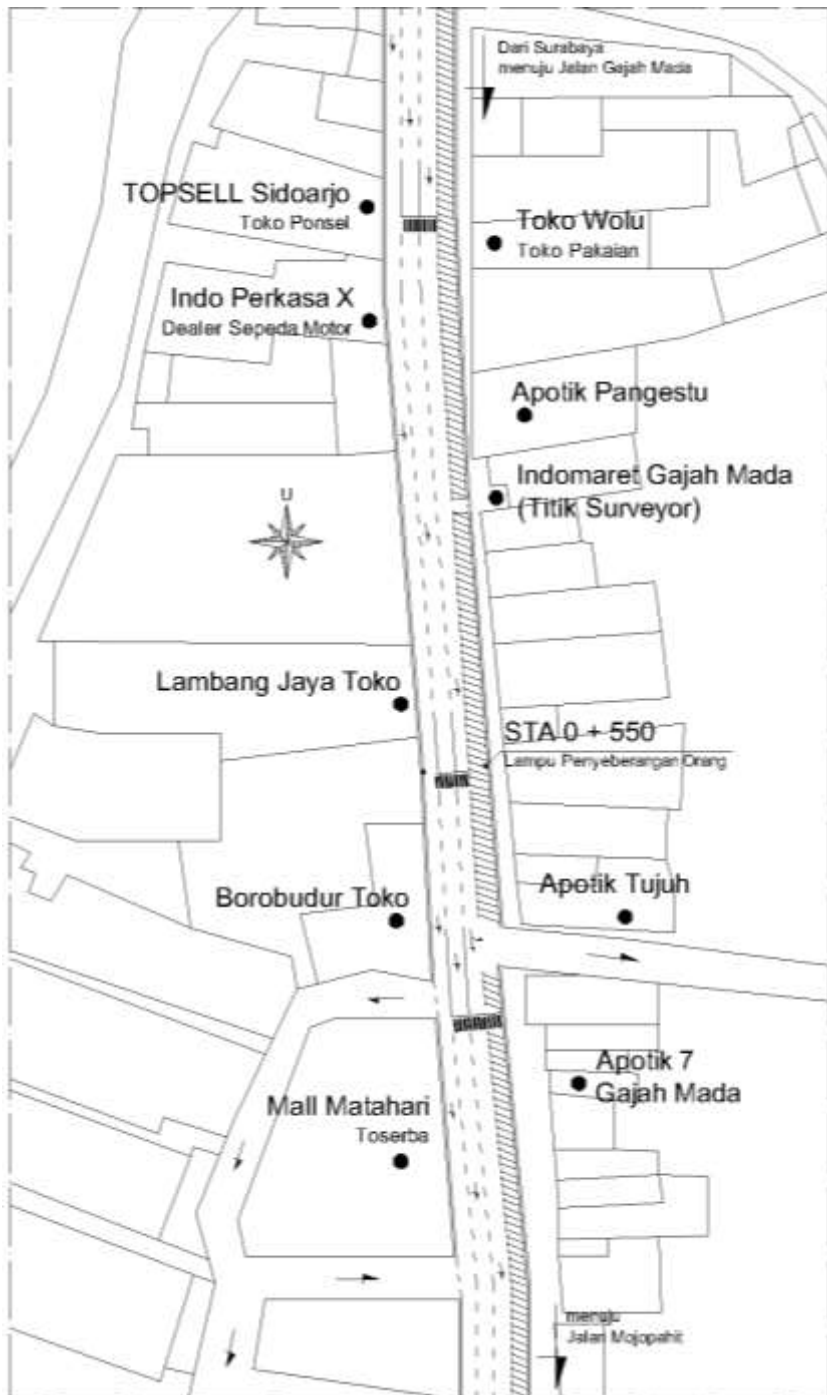 Dari Surabaya
menuju Jalan Gajah Mada
TOPSELL Sidoarjo
Toko Ponsel
Toko Wolu
Toko Pakaian
Indo Perkasa X
Dealer Sepeda Motor
Apotik Pangestu
Indomaret Gajah Mada
(Titik Surveyor)
U
Lambang Jaya Toko
STA 0 + 550
Lampu Penyeberangan Orang
Borobudur Toko
Apotik Tujuh
Apotik 7
Gajah Mada
Mall Matahari
Toserba
menuju
Jalan Mojopahit